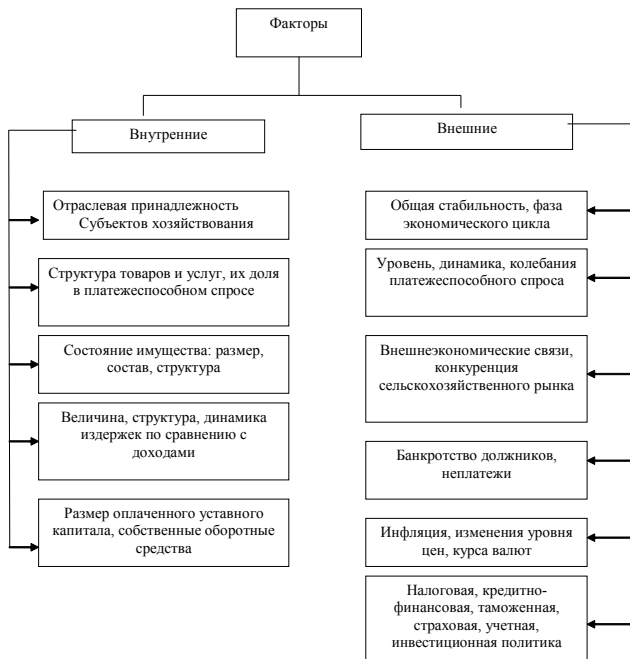 Факторы
Внутренние
Отраслевая принадлежность
Субъектов хозяйствования
Структура товаров и услуг, их доля
в платежеспособном спросе
Состояние имущества: размер,
состав, структура
Величина, структура, динамика
издержек по сравнению с
доходами
Размер оплаченного уставного
капитала, собственные оборотные
средства
Внешние
Общая стабильность, фаза
экономического цикла
Уровень, динамика, колебания
платежеспособного спроса
Внешнеэкономические связи,
конкуренция
сельскохозяйственного рынка
Банкротство должников,
неплатежи
Инфляция, изменения уровня
цен, курса валют
Налоговая, кредитно-
финансовая, таможенная,
страховая, учетная,
инвестиционная политика